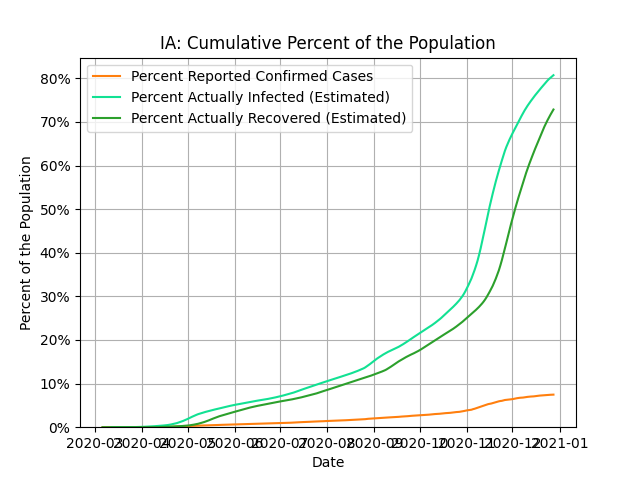 IA: Cumulative Percent of the Population
Percent Reported Confirmed Cases
Percent Actually Infected (Estimated)
Percent Actually Recovered (Estimated)
80%
70%
60%
50%
40%
30%
20%
10%
0%
Percent of the Population
2020-03 2020-04 2020-05 2020-06 2020-07 2020-08 2020-09 2020-10 2020-11 2020-12 2021-01
Date